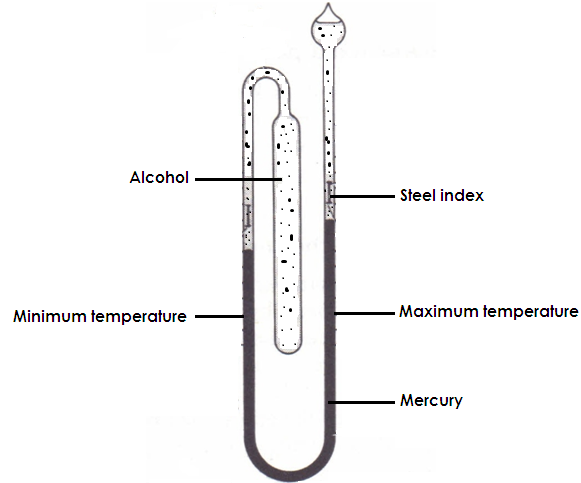 Alcohol
Steel index
Minimum temperature
Maximum temperature
Mercury